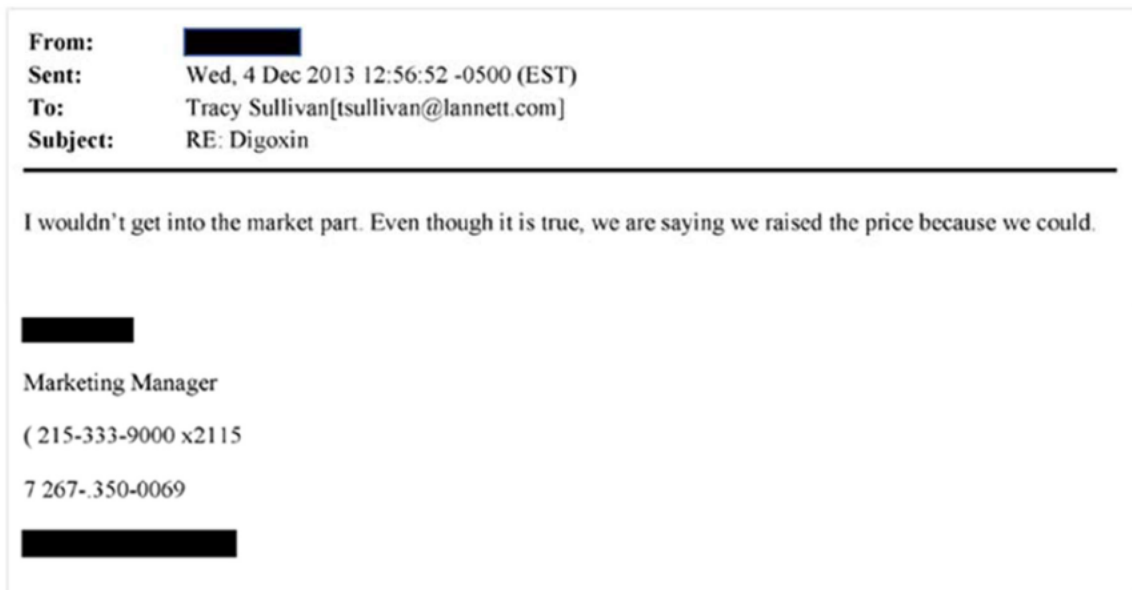 From:
Sent: Wed, 4 Dec 2013 12:56:52 -0500 (EST)
To: Tracy Sullivan[tsullivan@lannett.com]
Subject: RE: Digoxin
I wouldn't get into the market part. Even though it is true, we are saying we raised the price because we could.
Marketing Manager
( 215-333-9000 x2115
7 267-.350-0069